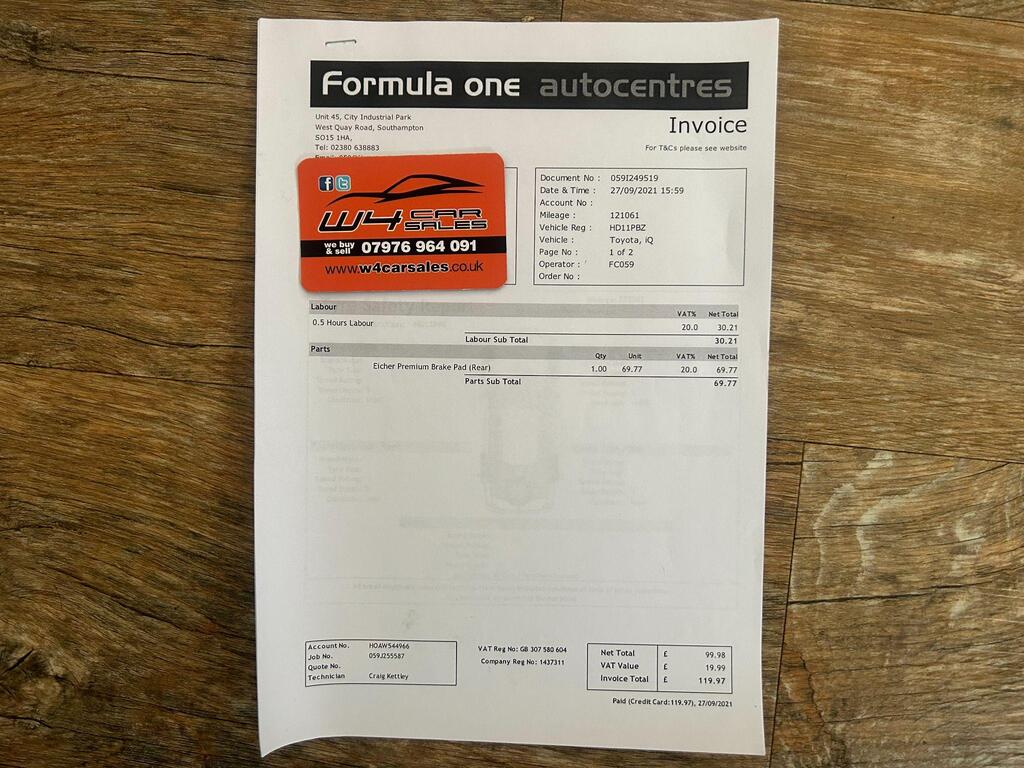 Formula one autocentres
Unit 45, City Industrial Park
West Quay Road, Southampton
SO15 1HA,
Tel: 02380 638883
Invoice
For T&Cs please see website
W4 CAR SALES
we buy & sell 07976 964 091
www.w4carsales.co.uk
Document No : 059I249519
Date & Time : 27/09/2021 15:59
Account No :
Mileage : 121061
Vehicle Reg : HD11PBZ
Vehicle : Toyota, iQ
Page No : 1 of 2
Operator : FC059
Order No :
Labour VAT% Net Total
0.5 Hours Labour 20.0 30.21
Labour Sub Total 30.21
Parts Qty Unit VAT% Net Total
Eicher Premium Brake Pad (Rear) 1.00 69.77 20.0 69.77
Parts Sub Total 69.77
Account No. HOAW544966
Job No. 059J255587
Quote No.
Technician Craig Kettley
VAT Reg No: GB 307 580 604
Company Reg No: 1437311
Net Total £ 99.98
VAT Value £ 19.99
Invoice Total £ 119.97
Paid (Credit Card:119.97), 27/09/2021